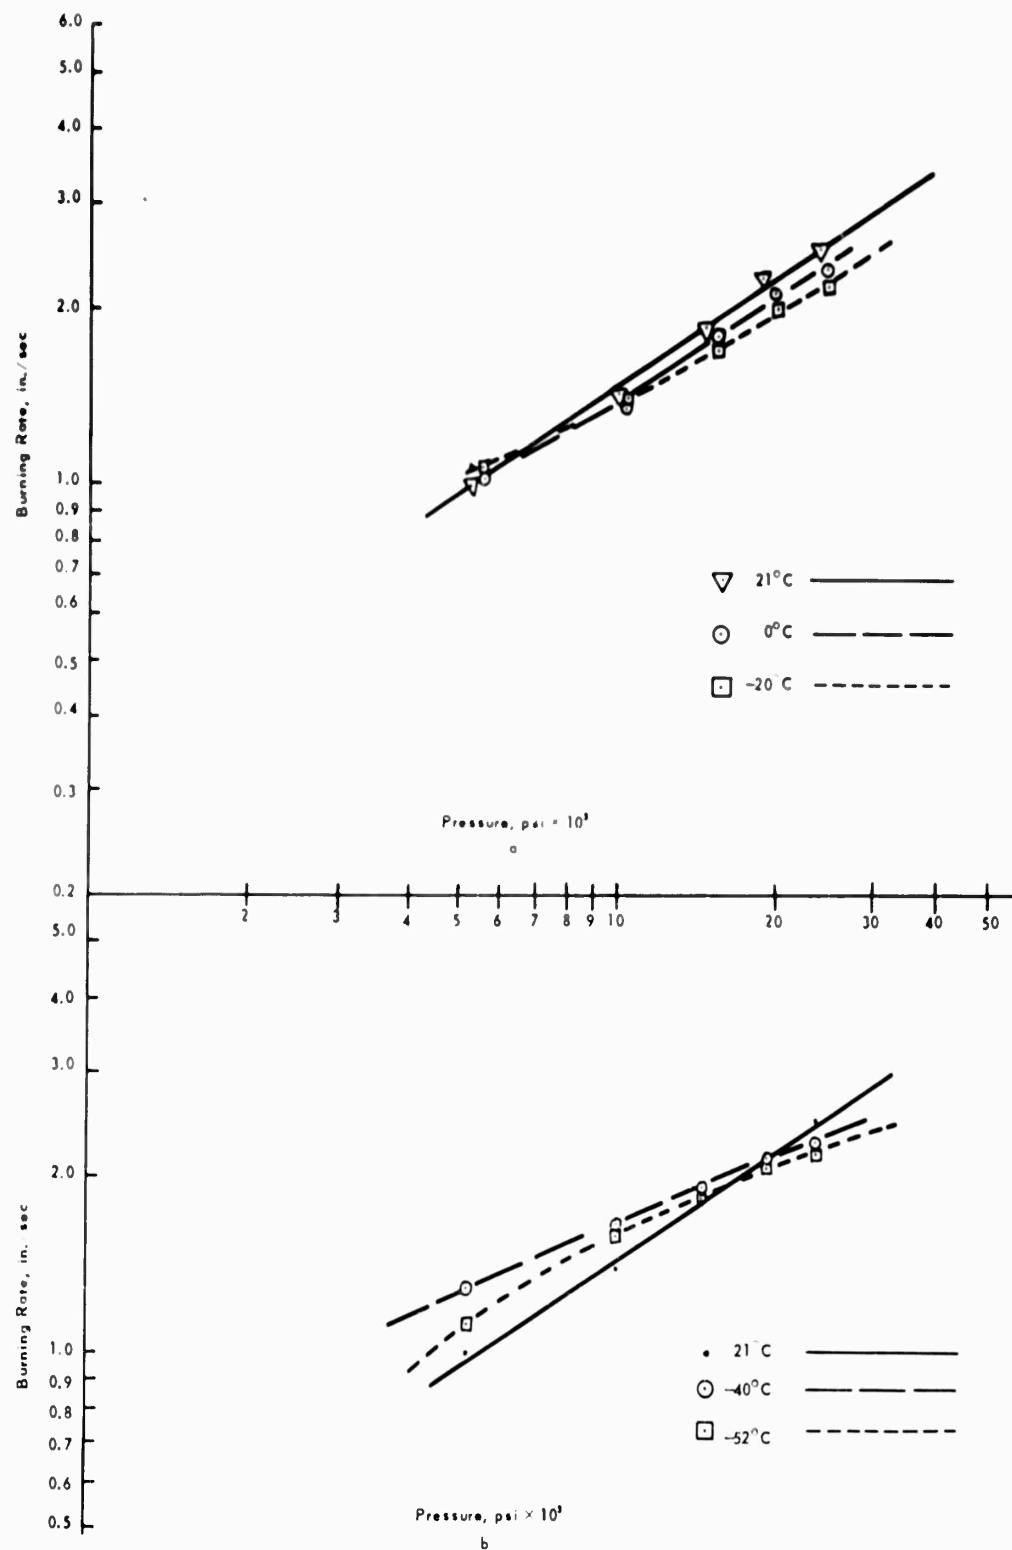 6.0
5.0
4.0
3.0
2.0
1.0
0.9
0.8
0.7
0.6
0.5
0.4
0.3
0.2
Burning Rate, in./sec
21°C
0°C
-20°C
Pressure, psi × 10³
a
2 3 4 5 6 7 8 9 10 20 30 40 50
5.0
4.0
3.0
2.0
1.0
0.9
0.8
0.7
0.6
0.5
Burning Rate, in. sec
21°C
-40°C
-52°C
Pressure, psi × 10³
b